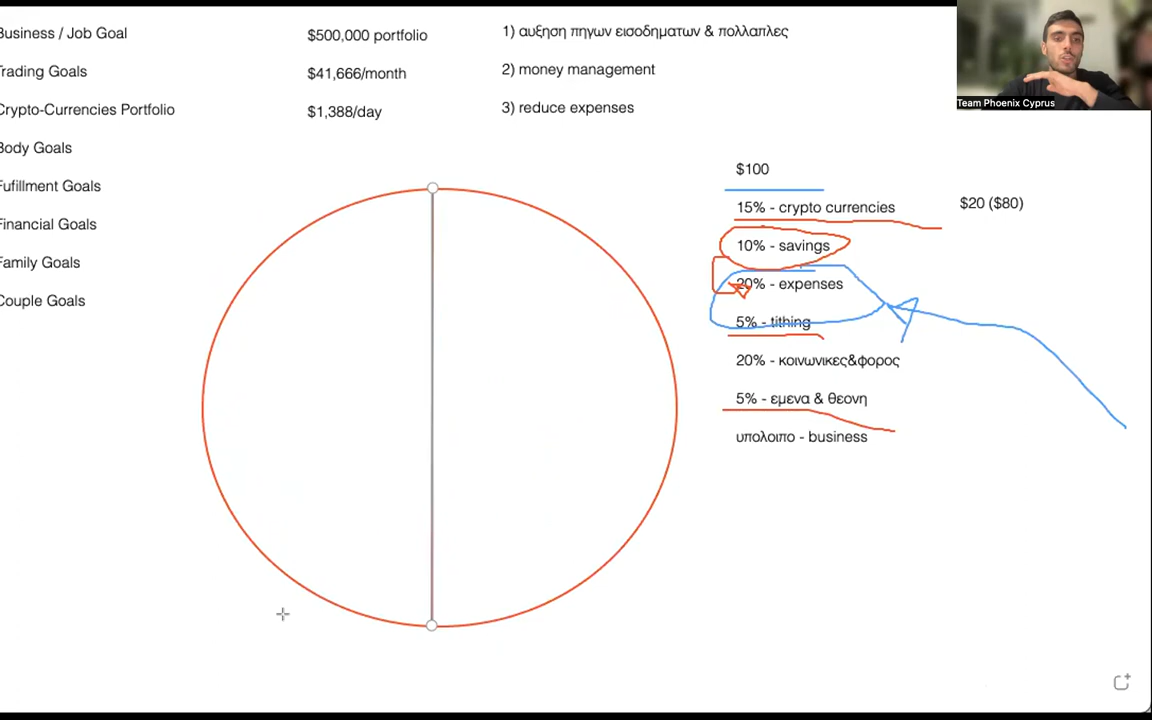 Business / Job Goal
Trading Goals
Crypto-Currencies Portfolio
Body Goals
Fufillment Goals
Financial Goals
Family Goals
Couple Goals
$500,000 portfolio
$41,666/month
$1,388/day
1) αυξηση πηγων εισοδηματων & πολλαπλες
2) money management
3) reduce expenses
Team Phoenix Cyprus
$100
15% - crypto currencies
10% - savings
20% - expenses
5% - tithing
20% - κοινωνικες&φορος
5% - εμενα & θεονη
υπολοιπο - business
$20 ($80)